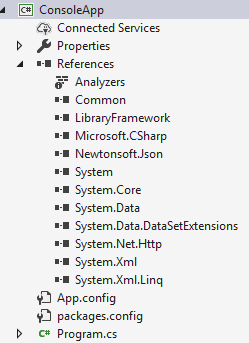 C# ConsoleApp
Connected Services
Properties
References
Analyzers
Common
LibraryFramework
Microsoft.CSharp
Newtonsoft.Json
System
System.Core
System.Data
System.Data.DataSetExtensions
System.Net.Http
System.Xml
System.Xml.Linq
App.config
packages.config
C# Program.cs